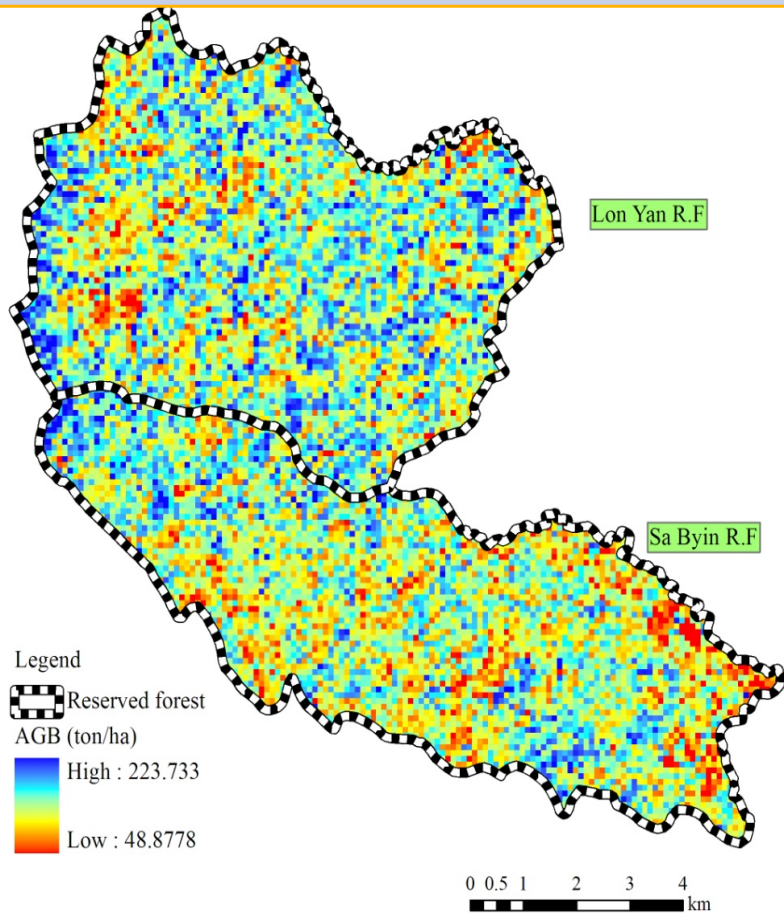 Lon Yan R.F
Sa Byin R.F
Legend
Reserved forest
AGB (ton/ha)
High : 223.733
Low : 48.8778
0 0.5 1 2 3 4
km